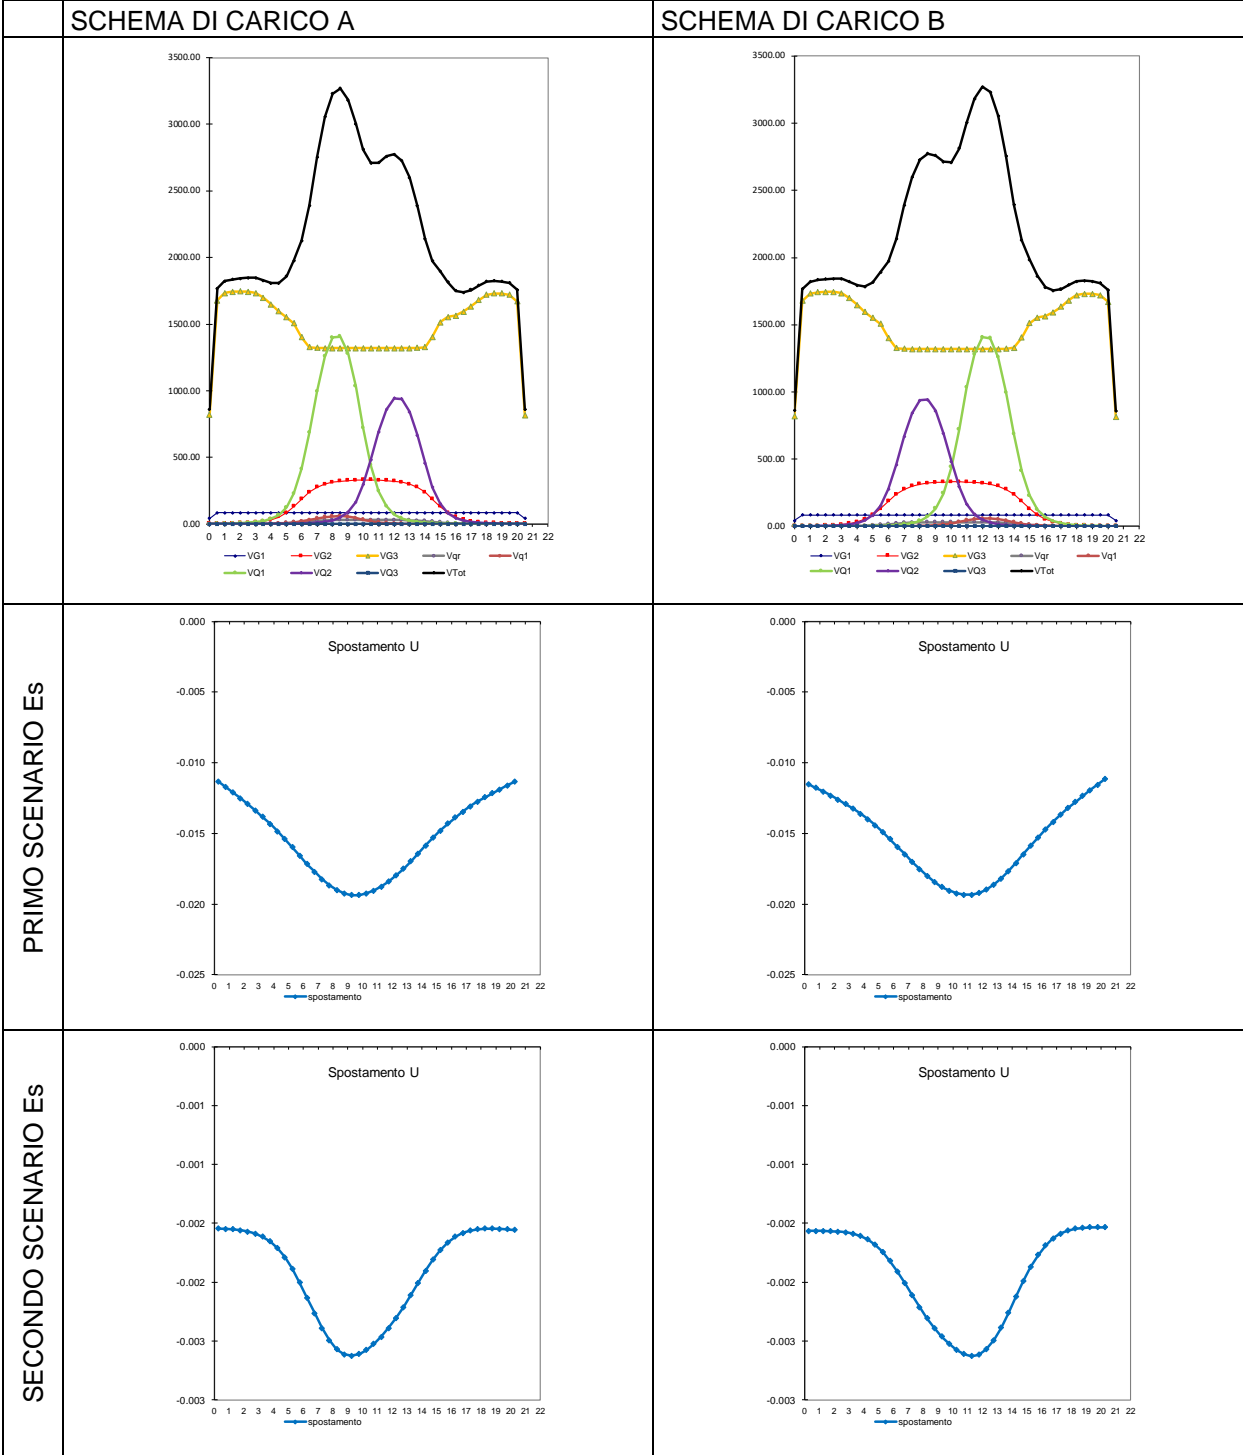 SCHEMA DI CARICO A
SCHEMA DI CARICO B
3500.00
3000.00
2500.00
2000.00
1500.00
1000.00
500.00
0.00
0 1 2 3 4 5 6 7 8 9 10 11 12 13 14 15 16 17 18 19 20 21 22
VG1 VG2 VG3 Vqr Vq1
VQ1 VQ2 VQ3 VTot
3500.00
3000.00
2500.00
2000.00
1500.00
1000.00
500.00
0.00
0 1 2 3 4 5 6 7 8 9 10 11 12 13 14 15 16 17 18 19 20 21 22
VG1 VG2 VG3 Vqr Vq1
VQ1 VQ2 VQ3 VTot
PRIMO SCENARIO Es
Spostamento U
0.000
-0.005
-0.010
-0.015
-0.020
-0.025
0 1 2 3 4 5 6 7 8 9 10 11 12 13 14 15 16 17 18 19 20 21 22
spostamento
Spostamento U
0.000
-0.005
-0.010
-0.015
-0.020
-0.025
0 1 2 3 4 5 6 7 8 9 10 11 12 13 14 15 16 17 18 19 20 21 22
spostamento
SECONDO SCENARIO Es
Spostamento U
0.000
-0.001
-0.001
-0.002
-0.002
-0.003
-0.003
0 1 2 3 4 5 6 7 8 9 10 11 12 13 14 15 16 17 18 19 20 21 22
spostamento
Spostamento U
0.000
-0.001
-0.001
-0.002
-0.002
-0.003
-0.003
0 1 2 3 4 5 6 7 8 9 10 11 12 13 14 15 16 17 18 19 20 21 22
spostamento